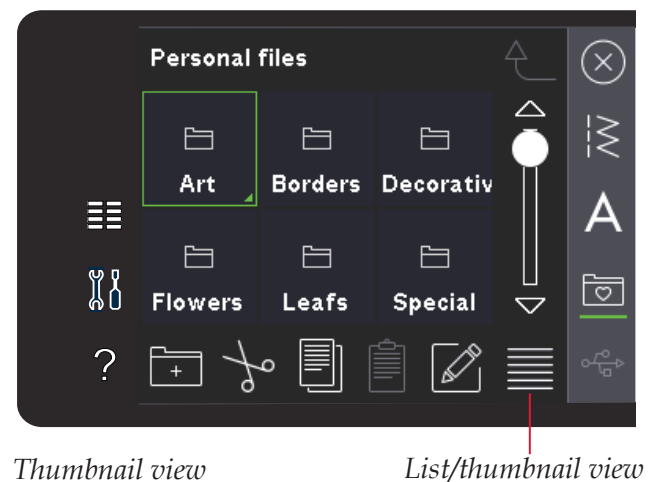 Personal files
Art Borders Decorativ
Flowers Leafs Special
?
A
Thumbnail view List/thumbnail view